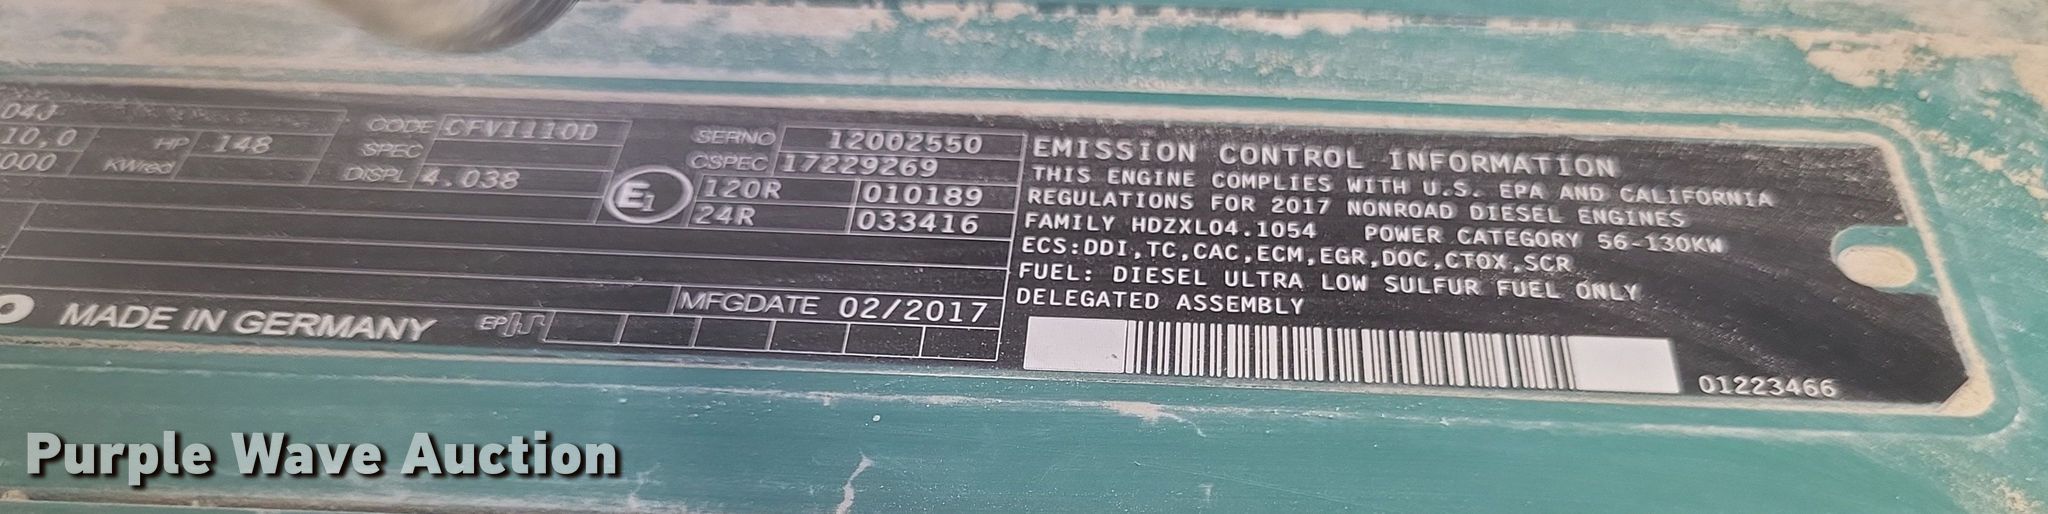 D4J
10,0 HP 148
000 KWred
CODE CFV1110D
SPEC
DISPL 4.038
E1
SERNO 12002550
CSPEC 17229269
120R 010189
24R 033416
MFGDATE 02/2017
MADE IN GERMANY EP
EMISSION CONTROL INFORMATION
THIS ENGINE COMPLIES WITH U.S. EPA AND CALIFORNIA
REGULATIONS FOR 2017 NONROAD DIESEL ENGINES
FAMILY HDZXL04.1054 POWER CATEGORY 56-130KW
ECS:DDI,TC,CAC,ECM,EGR,DOC,CTOX,SCR
FUEL: DIESEL ULTRA LOW SULFUR FUEL ONLY
DELEGATED ASSEMBLY
01223466
Purple Wave Auction